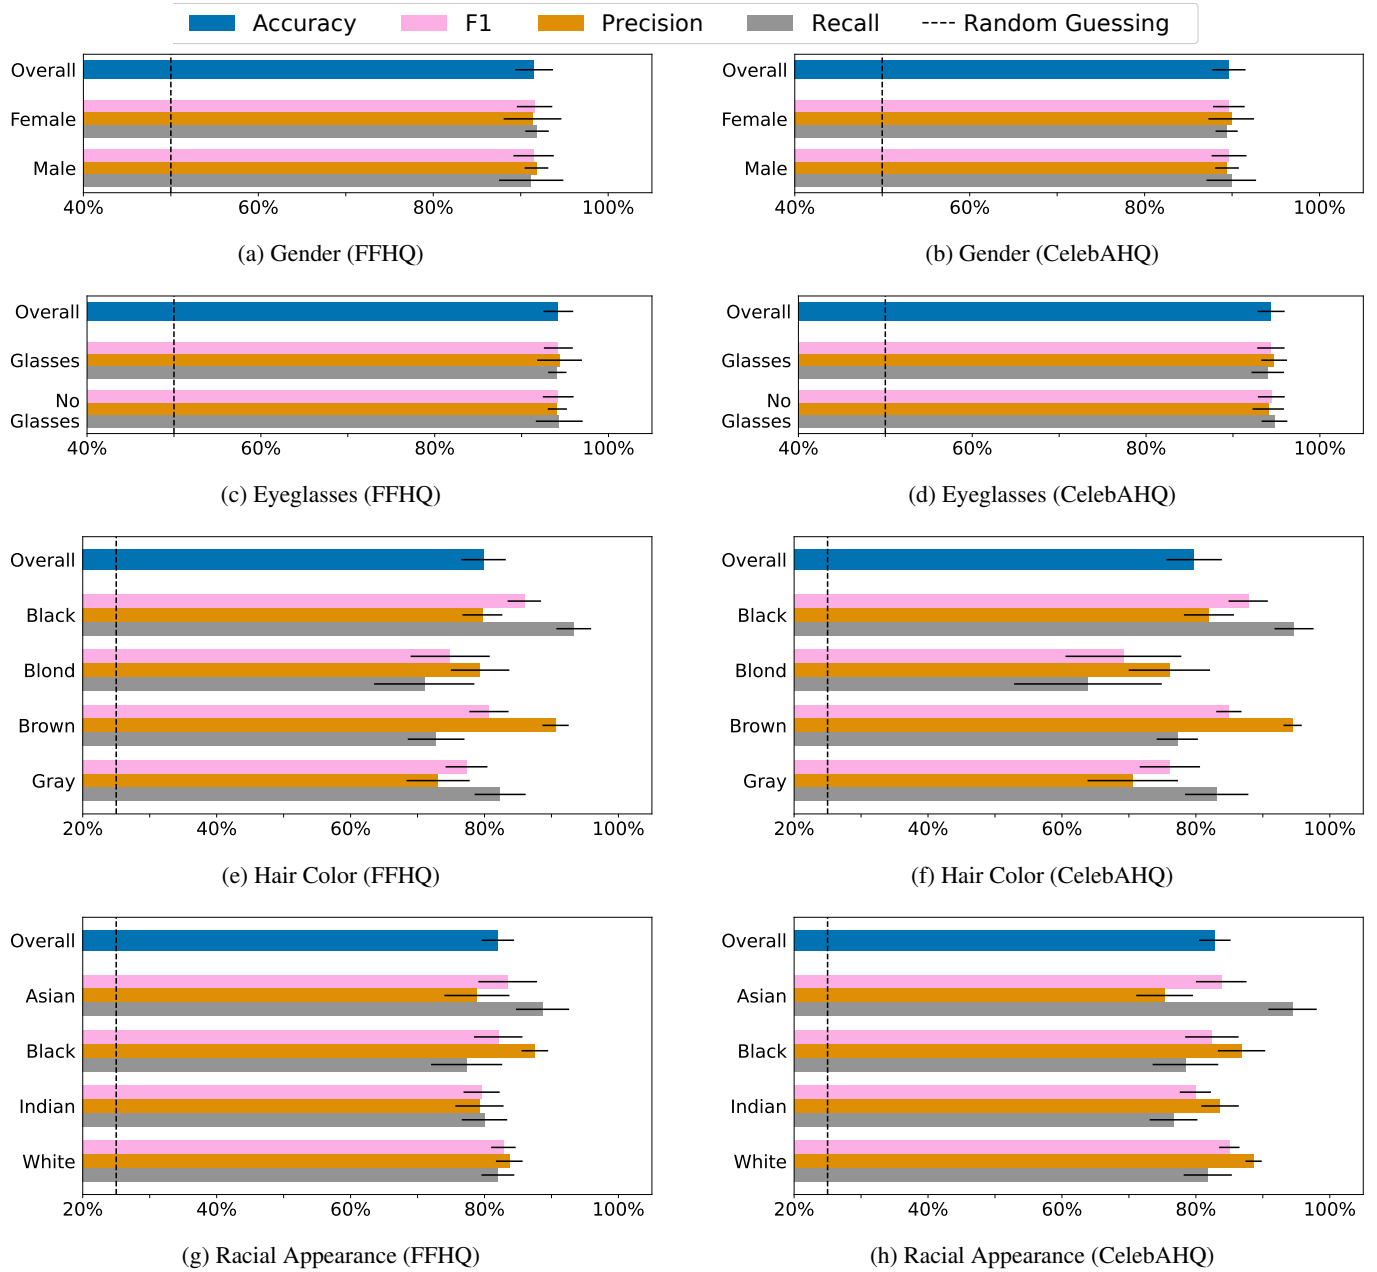 Accuracy F1 Precision Recall Random Guessing
Overall
Female
Male
40% 60% 80% 100%
(a) Gender (FFHQ)
Overall
Female
Male
40% 60% 80% 100%
(b) Gender (CelebAHQ)
Overall
Glasses
No
Glasses
40% 60% 80% 100%
(c) Eyeglasses (FFHQ)
Overall
Glasses
No
Glasses
40% 60% 80% 100%
(d) Eyeglasses (CelebAHQ)
Overall
Black
Blond
Brown
Gray
20% 40% 60% 80% 100%
(e) Hair Color (FFHQ)
Overall
Black
Blond
Brown
Gray
20% 40% 60% 80% 100%
(f) Hair Color (CelebAHQ)
Overall
Asian
Black
Indian
White
20% 40% 60% 80% 100%
(g) Racial Appearance (FFHQ)
Overall
Asian
Black
Indian
White
20% 40% 60% 80% 100%
(h) Racial Appearance (CelebAHQ)